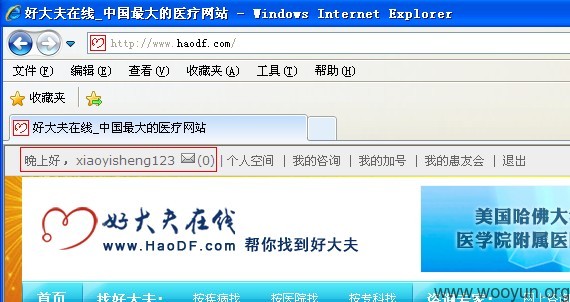 好大夫在线_中国最大的医疗网站 - Windows Internet Explorer
http://www.haodf.com/
文件(F) 编辑(E) 查看(V) 收藏夹(A) 工具(T) 帮助(H)
收藏夹
好大夫在线_中国最大的医疗网站
晚上好，xiaoyisheng123 (0) | 个人空间 | 我的咨询 | 我的加号 | 我的患友会 | 退出
好大夫在线
www.HaoDF.com 帮你找到好大夫
美国哈佛大
医学院附属医
www.wooyun.org
首页 找好大夫: 按疾病找 按医院找 按专科找